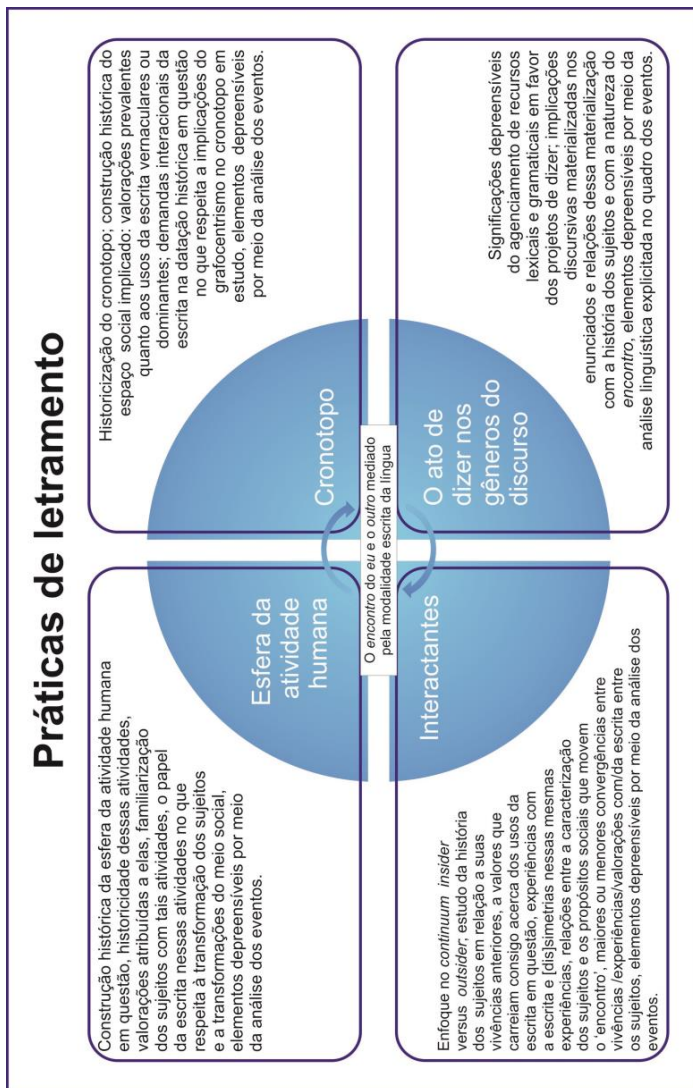 Práticas de letramento
Construção histórica da esfera da atividade humana
em questão, historicidade dessas atividades,
valorações atribuídas a elas, familiarização
dos sujeitos com tais atividades, o papel
da escrita nessas atividades no que
respeita à transformação dos sujeitos
e a transformações do meio social,
elementos depreensíveis por meio
da análise dos eventos.
Historicização do cronotopo; construção histórica do
espaço social implicado: valorações prevalentes
quanto aos usos da escrita vernaculares ou
dominantes; demandas interacionais da
escrita na datação histórica em questão
no que respeita a implicações do
grafocentrismo no cronotopo em
estudo, elementos depreensíveis
por meio da análise dos eventos.
Esfera da
atividade
humana
Cronotopo
O encontro do eu e o outro mediado
pela modalidade escrita da língua
Interactantes
O ato de
dizer nos
gêneros do
discurso
Enfoque no continuum insider
versus outsider; estudo da história
dos sujeitos em relação a suas
vivências anteriores, a valores que
carreiam consigo acerca dos usos da
escrita em questão, experiências com
a escrita e [dis]simetrias nessas mesmas
experiências, relações entre a caracterização
dos sujeitos e os propósitos sociais que movem
o 'encontro', maiores ou menores convergências entre
vivências /experiências/valorações com/da escrita entre
os sujeitos, elementos depreensíveis por meio da análise dos
eventos.
Significações depreensíveis
do agenciamento de recursos
lexicais e gramaticais em favor
dos projetos de dizer; implicações
discursivas materializadas nos
enunciados e relações dessa materialização
com a história dos sujeitos e com a natureza do
encontro, elementos depreensíveis por meio da
análise linguística explicitada no quadro dos eventos.